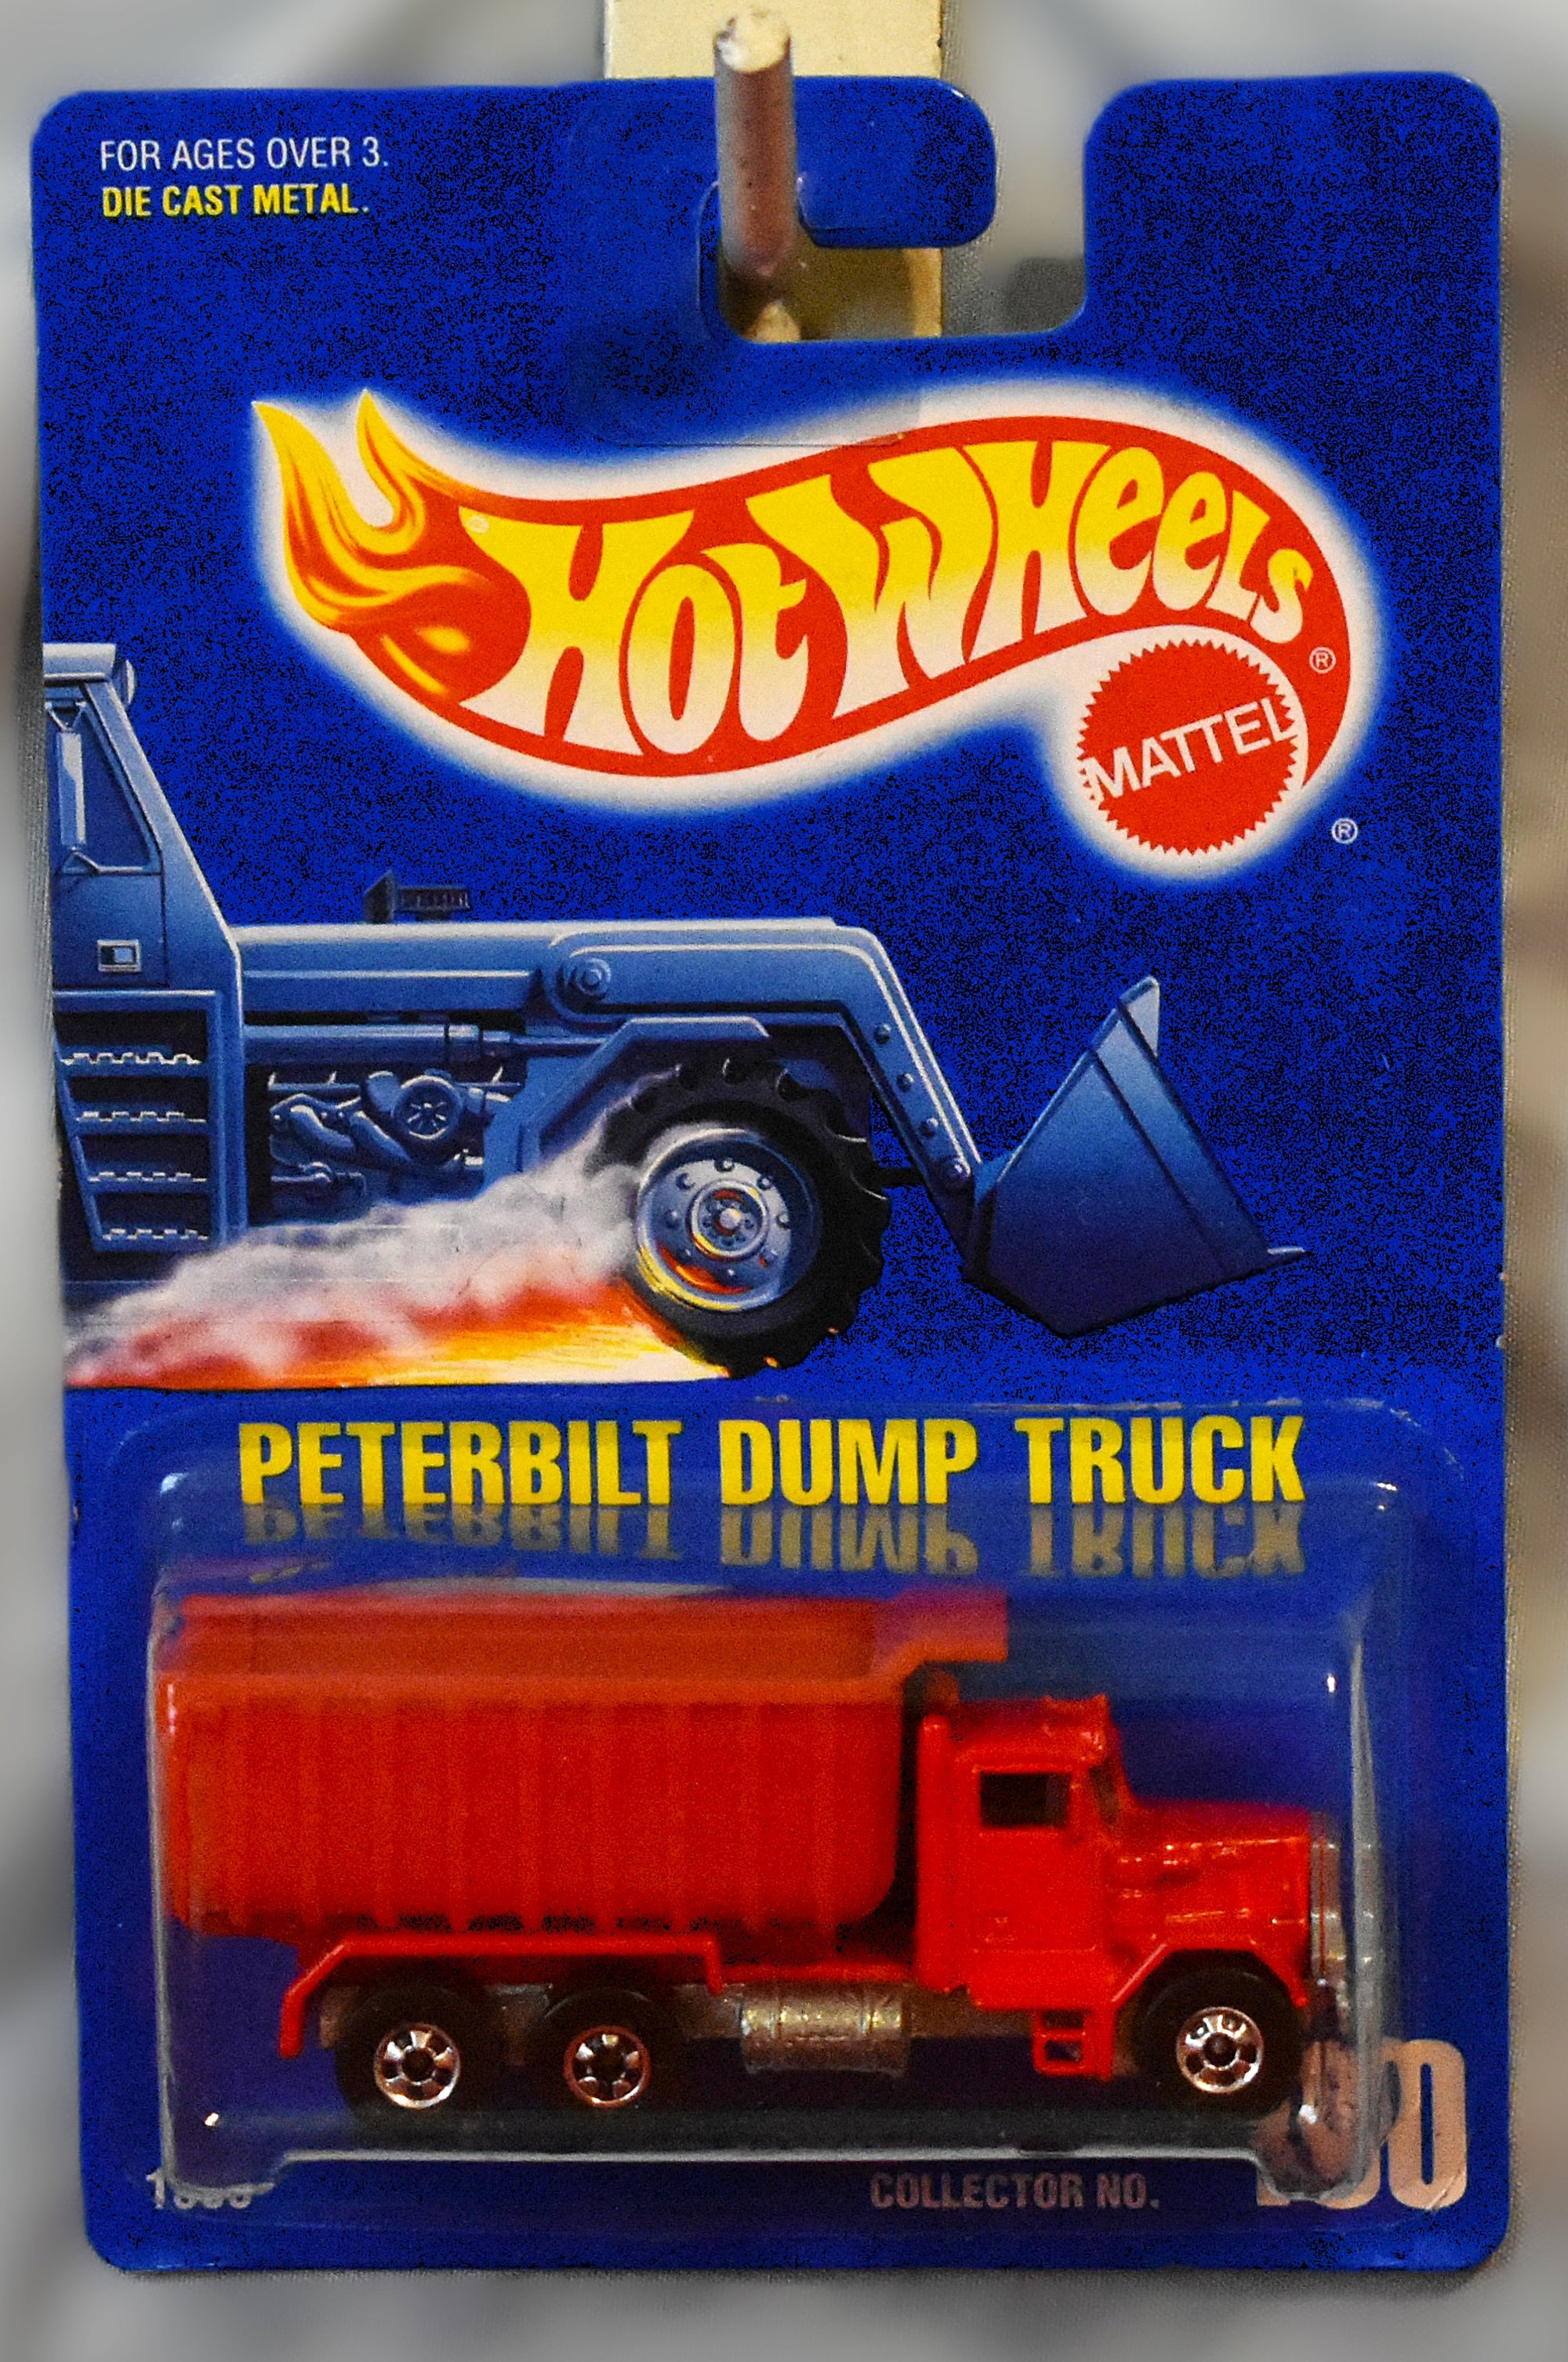 FOR AGES OVER 3.
DIE CAST METAL.
HOT WHEELS ®
MATTEL
®
PETERBILT DUMP TRUCK
COLLECTOR NO.